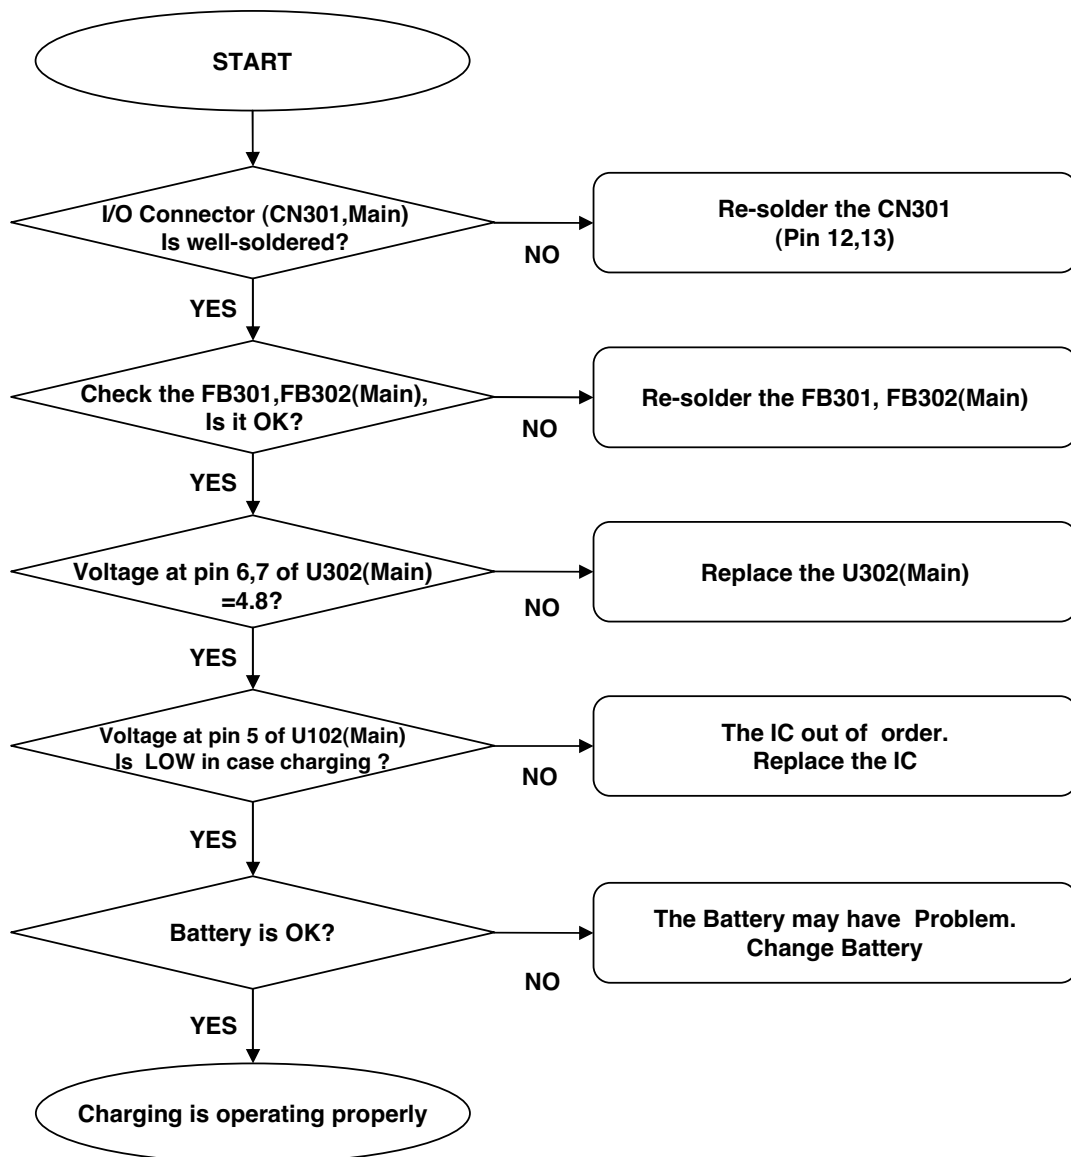 START
I/O Connector (CN301,Main)
Is well-soldered?
NO
Re-solder the CN301
(Pin 12,13)
YES
Check the FB301,FB302(Main),
Is it OK?
NO
Re-solder the FB301, FB302(Main)
YES
Voltage at pin 6,7 of U302(Main)
=4.8?
NO
Replace the U302(Main)
YES
Voltage at pin 5 of U102(Main)
Is LOW in case charging ?
NO
The IC out of order.
Replace the IC
YES
Battery is OK?
NO
The Battery may have Problem.
Change Battery
YES
Charging is operating properly